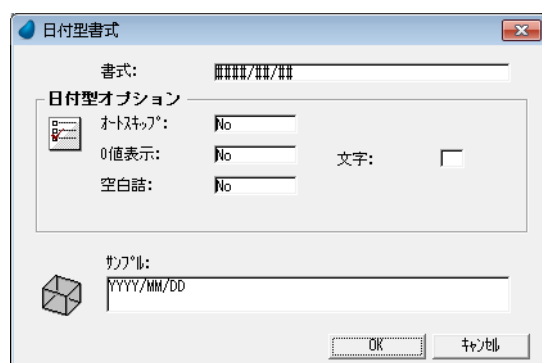 日付型書式
書式: ####/##/##
日付型オプション
ｵｰﾄｽｷｯﾌﾟ: No
0値表示: No 文字:
空白詰: No
ｻﾝﾌﾟﾙ:
YYYY/MM/DD
OK ｷｬﾝｾﾙ